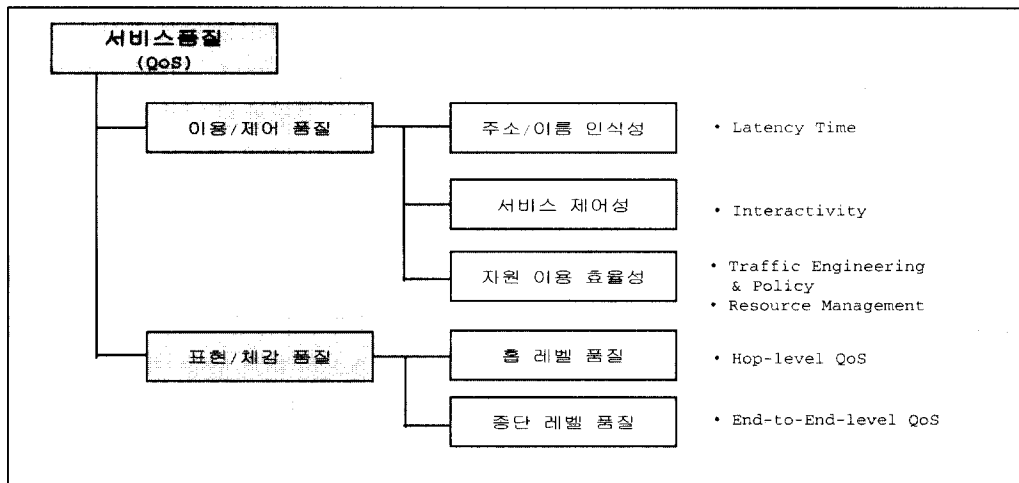 서비스품질
(QoS)
이용/제어 품질
주소/이름 인식성
• Latency Time
서비스 제어성
• Interactivity
자원 이용 효율성
• Traffic Engineering
& Policy
• Resource Management
표현/체감 품질
홉 레벨 품질
• Hop-level QoS
종단 레벨 품질
• End-to-End-level QoS